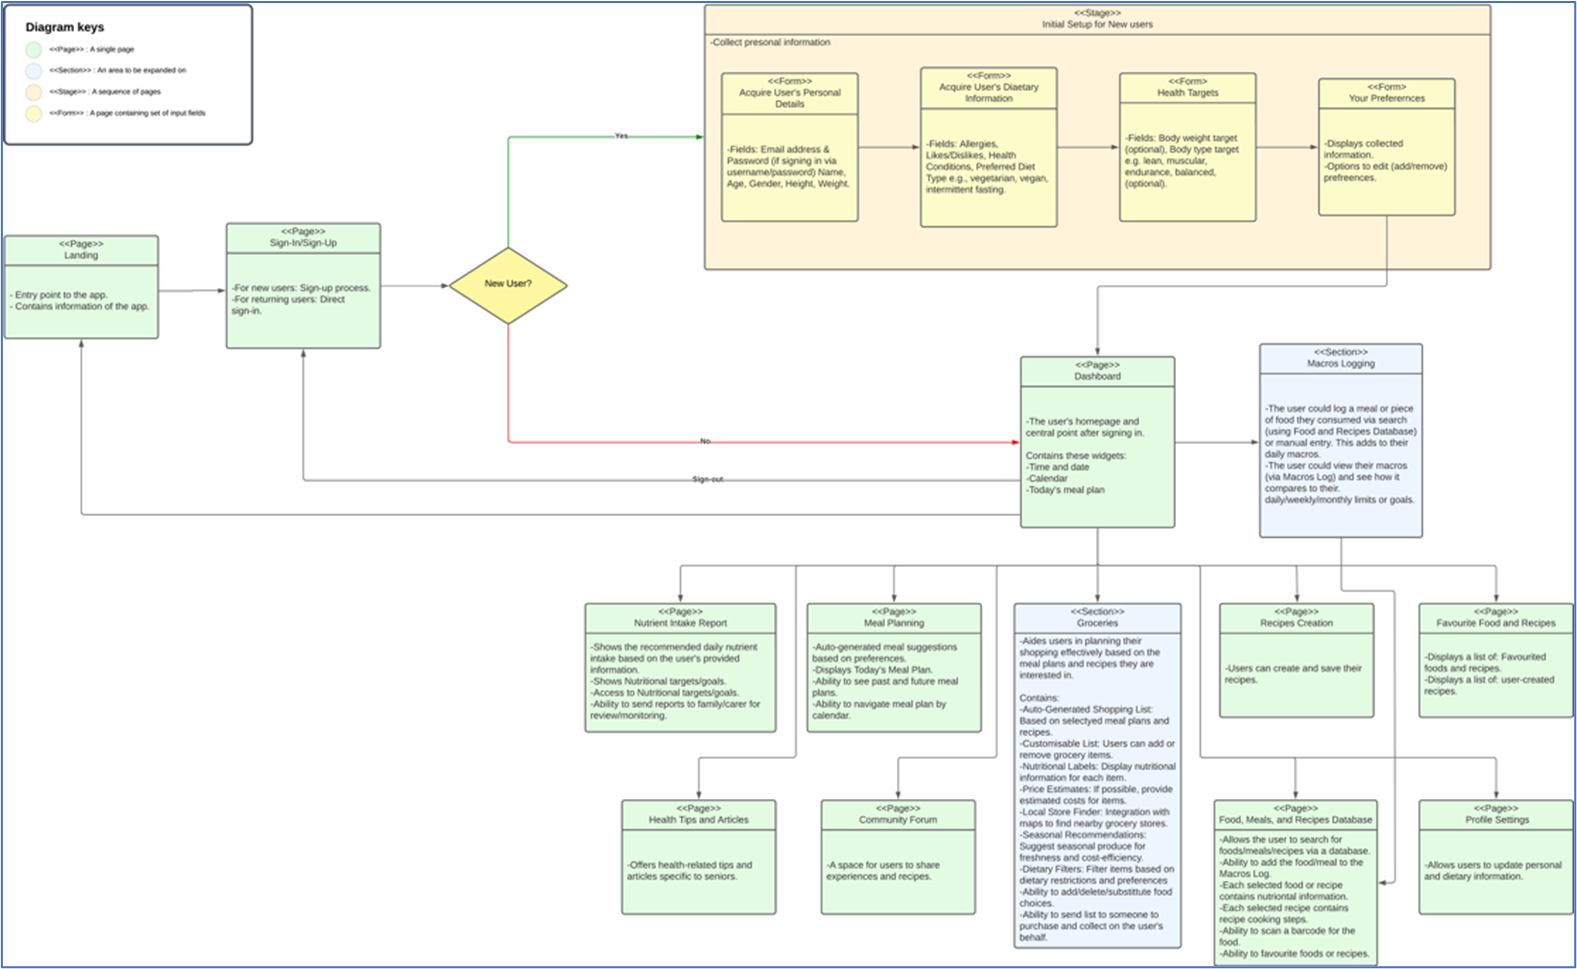 Diagram keys
<<Page>> : A single page
<<Section>> : An area to be expanded on
<<Stage>> : A sequence of pages
<<Form>> : A page containing set of input fields
<<Stage>>
Initial Setup for New users
-Collect presonal information
<<Form>>
Acquire User's Personal
Details
-Fields: Email address &
Password (if signing in via
username/password) Name,
Age, Gender, Height, Weight.
<<Form>>
Acquire User's Diaetary
Information
-Fields: Allergies,
Likes/Dislikes, Health
Conditions, Preferred Diet
Type e.g., vegetarian, vegan,
intermittent fasting.
<<Form>
Health Targets
-Fields: Body weight target
(optional), Body type target
e.g. lean, muscular,
endurance, balanced,
(optional).
<<Form>
Your Preferernces
-Displays collected
information.
-Options to edit (add/remove)
prefreences.
Yes
<<Page>>
Landing
- Entry point to the app.
- Contains information of the app.
<<Page>>
Sign-In/Sign-Up
-For new users: Sign-up process.
-For returning users: Direct
sign-in.
New User?
No
Sign-out
<<Page>>
Dashboard
-The user's homepage and
central point after signing in.
Contains these widgets:
-Time and date
-Calendar
-Today's meal plan
<<Section>>
Macros Logging
-The user could log a meal or piece
of food they consumed via search
(using Food and Recipes Database)
or manual entry. This adds to their
daily macros.
-The user could view their macros
(via Macros Log) and see how it
compares to their.
daily/weekly/monthly limits or goals.
<<Page>>
Nutrient Intake Report
-Shows the recommended daily nutrient
intake based on the user's provided
information.
-Shows Nutritional targets/goals.
-Access to Nutritional targets/goals.
-Ability to send reports to family/carer for
review/monitoring.
<<Page>>
Meal Planning
-Auto-generated meal suggestions
based on preferences.
-Displays Today's Meal Plan.
-Ability to see past and future meal
plans.
-Ability to navigate meal plan by
calendar.
<<Section>>
Groceries
-Aides users in planning their
shopping effectively based on the
meal plans and recipes they are
interested in.
Contains:
-Auto-Generated Shopping List:
Based on selectyed meal plans and
recipes.
-Customisable List: Users can add or
remove grocery items.
-Nutritional Labels: Display nutritional
information for each item.
-Price Estimates: If possible, provide
estimated costs for items.
-Local Store Finder: Integration with
maps to find nearby grocery stores.
-Seasonal Recommendations:
Suggest seasonal produce for
freshness and cost-efficiency.
-Dietary Filters: Filter items based on
dietary restrictions and preferences
-Ability to add/delete/substittute food
choices.
-Ability to send list to someone to
purchase and collect on the user's
behalf.
<<Page>>
Recipes Creation
-Users can create and save their
recipes.
<<Page>>
Favourite Food and Recipes
-Displays a list of: Favourited
foods and recipes.
-Displays a list of: user-created
recipes.
<<Page>>
Health Tips and Articles
-Offers health-related tips and
articles specific to seniors.
<<Page>>
Community Forum
-A space for users to share
experiences and recipes.
<<Page>>
Food, Meals, and Recipes Database
-Allows the user to search for
foods/meals/recipes via a database.
-Ability to add the food/meal to the
Macros Log.
-Each selected food or recipe
contains nutriontal information.
-Each selected recipe contains
recipe cooking steps.
-Ability to scan a barcode for the
food.
-Ability to favourite foods or recipes.
<<Page>>
Profile Settings
-Allows users to update personal
and dietary information.